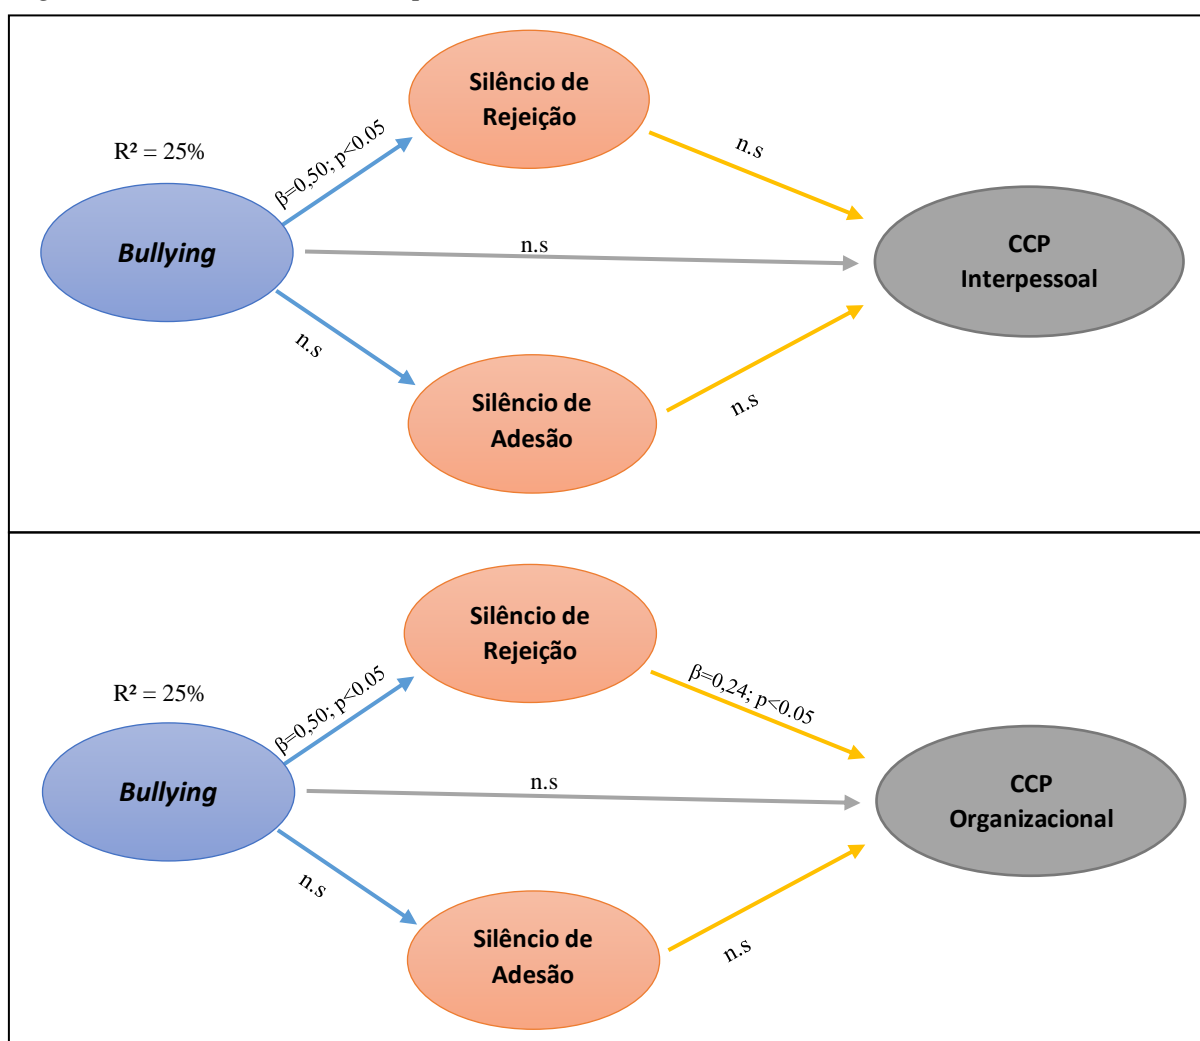 Silêncio de
Rejeição
R² = 25%
β=0,50; p<0.05
n.s
Bullying
n.s
CCP
Interpessoal
n.s
Silêncio de
Adesão
n.s
Silêncio de
Rejeição
R² = 25%
β=0,50; p<0.05
β=0,24; p<0.05
Bullying
n.s
CCP
Organizacional
n.s
Silêncio de
Adesão
n.s